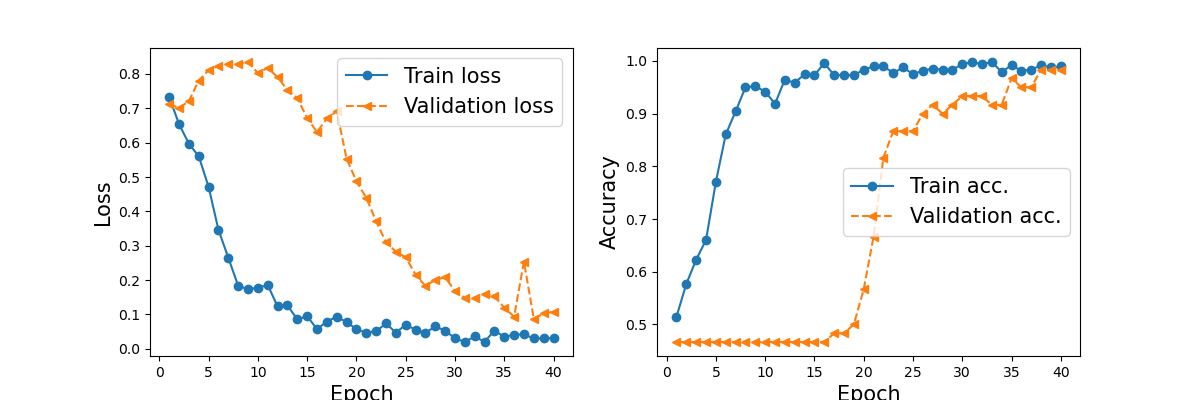 Loss
0.8
0.7
0.6
0.5
0.4
0.3
0.2
0.1
0.0
Train loss
Validation loss
0 5 10 15 20 25 30 35 40
Epoch
Accuracy
1.0
0.9
0.8
0.7
0.6
0.5
Train acc.
Validation acc.
0 5 10 15 20 25 30 35 40
Epoch